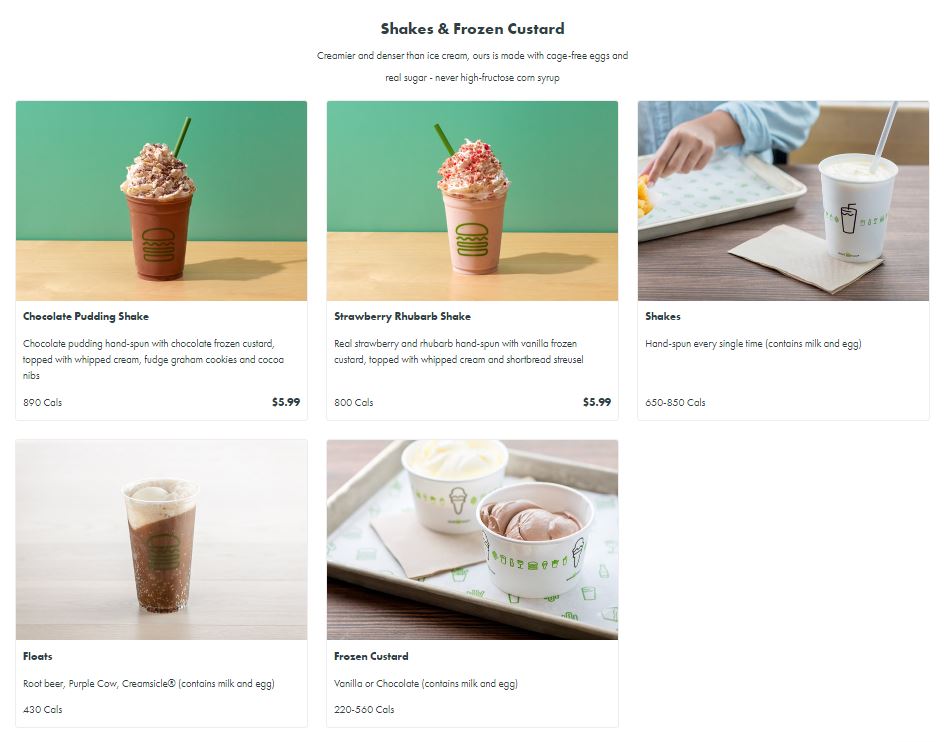 Shakes & Frozen Custard
Creamier and denser than ice cream, ours is made with cage-free eggs and
real sugar - never high-fructose corn syrup
Chocolate Pudding Shake
Chocolate pudding hand-spun with chocolate frozen custard,
topped with whipped cream, fudge graham cookies and cocoa
nibs
890 Cals
$5.99
Strawberry Rhubarb Shake
Real strawberry and rhubarb hand-spun with vanilla frozen
custard, topped with whipped cream and shortbread streusel
800 Cals
$5.99
Shakes
Hand-spun every single time (contains milk and egg)
650-850 Cals
Floats
Root beer, Purple Cow, Creamsicle® (contains milk and egg)
430 Cals
Frozen Custard
Vanilla or Chocolate (contains milk and egg)
220-560 Cals